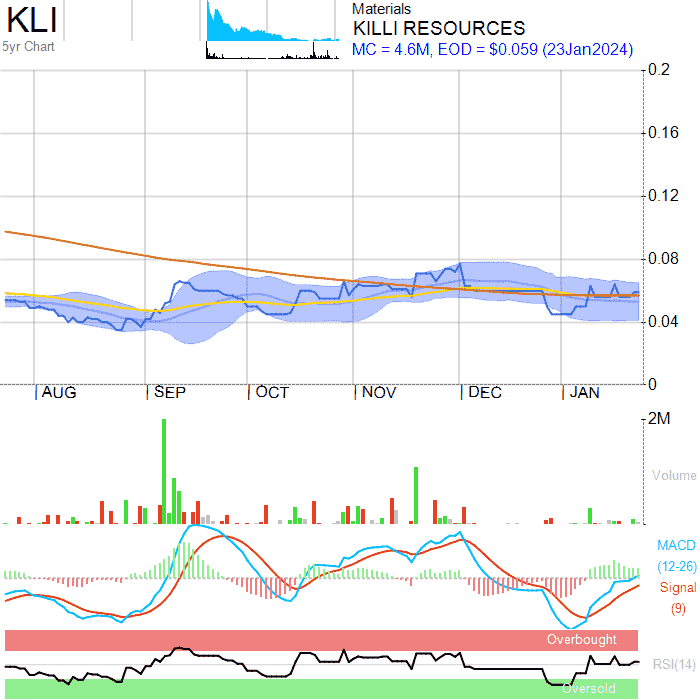 KLI
5yr Chart
Materials
KILLI RESOURCES
MC = 4.6M, EOD = $0.059 (23Jan2024)
0.2
0.16
0.12
0.08
0.04
0
AUG SEP OCT NOV DEC JAN
2M
Volume
MACD
(12-26)
Signal
(9)
Overbought
RSI(14)
Oversold